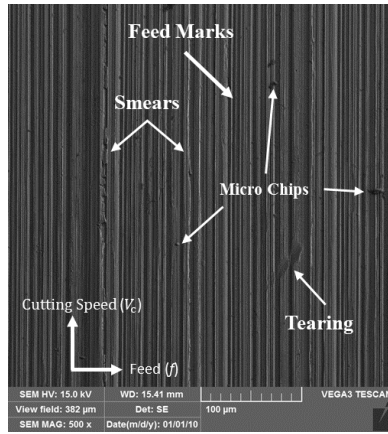 Feed Marks
Smears
Micro Chips
Tearing
Cutting Speed (Vc)
Feed (f)
SEM HV: 15.0 kV WD: 15.41 mm VEGA3 TESCAN
View field: 382 µm Det: SE 100 µm
SEM MAG: 500 x Date(m/d/y): 01/01/10